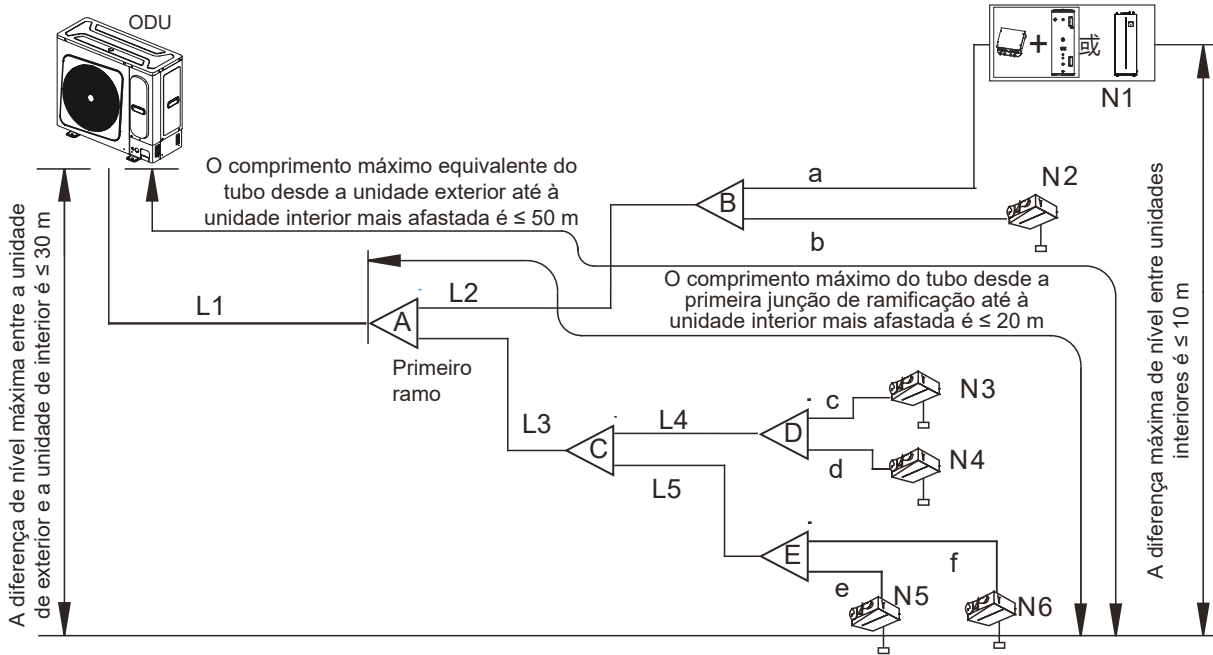 ODU
或
N1
O comprimento máximo equivalente do
tubo desde a unidade exterior até à
unidade interior mais afastada é ≤ 50 m
a
N2
B
b
A diferença de nível máxima entre a unidade
de exterior e a unidade de interior é ≤ 30 m
L1
L2
A
Primeiro
ramo
O comprimento máximo do tubo desde a
primeira junção de ramificação até à
unidade interior mais afastada é ≤ 20 m
A diferença máxima de nível entre unidades
interiores é ≤ 10 m
L3
C
L4
D
c
N3
d
N4
L5
E
f
e
N5
N6